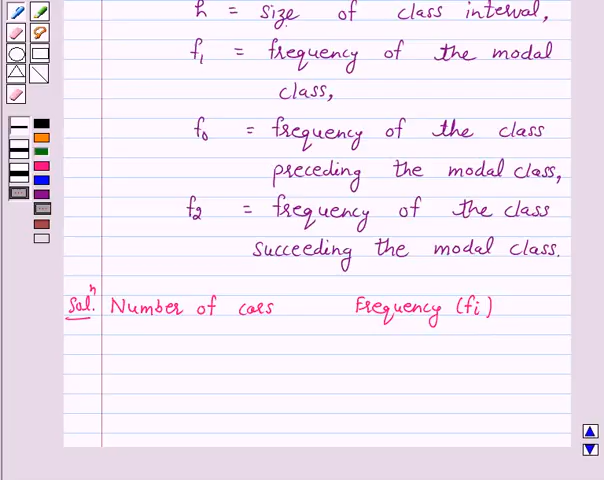 h = size of class interval,
f₁ = frequency of the modal
class,
f₀ = frequency of the class
preceding the modal class,
f₂ = frequency of the class
succeeding the modal class.
Solⁿ. Number of cars Frequency (fi)